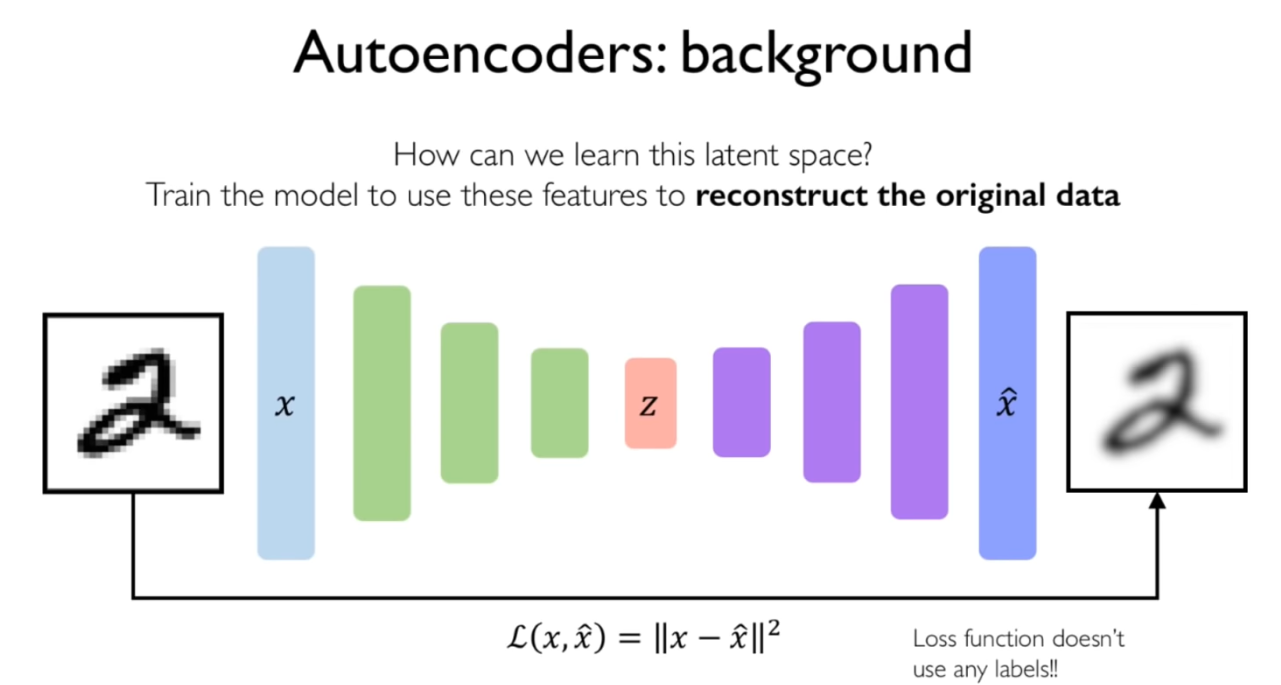 Autoencoders: background
How can we learn this latent space?
Train the model to use these features to reconstruct the original data
x
z
x̂
ℒ(x, x̂) = ‖x − x̂‖²
Loss function doesn't
use any labels!!